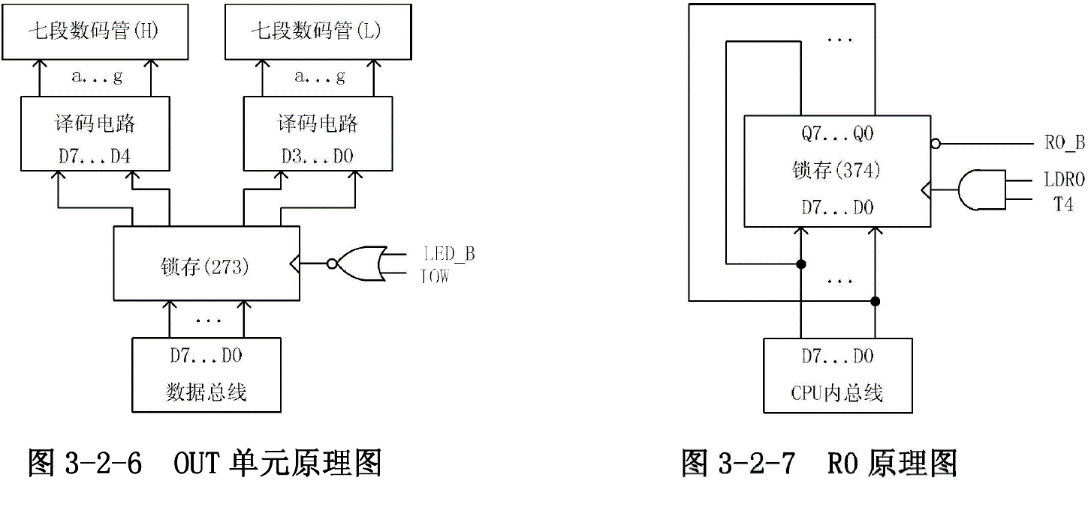 七段数码管(H)
a...g
译码电路
D7...D4
七段数码管(L)
a...g
译码电路
D3...D0
锁存(273)
LED_B
IOW
...
D7...D0
数据总线
图 3-2-6 OUT 单元原理图
...
Q7...Q0
锁存(374)
D7...D0
R0_B
LDR0
T4
...
D7...D0
CPU内总线
图 3-2-7 R0 原理图